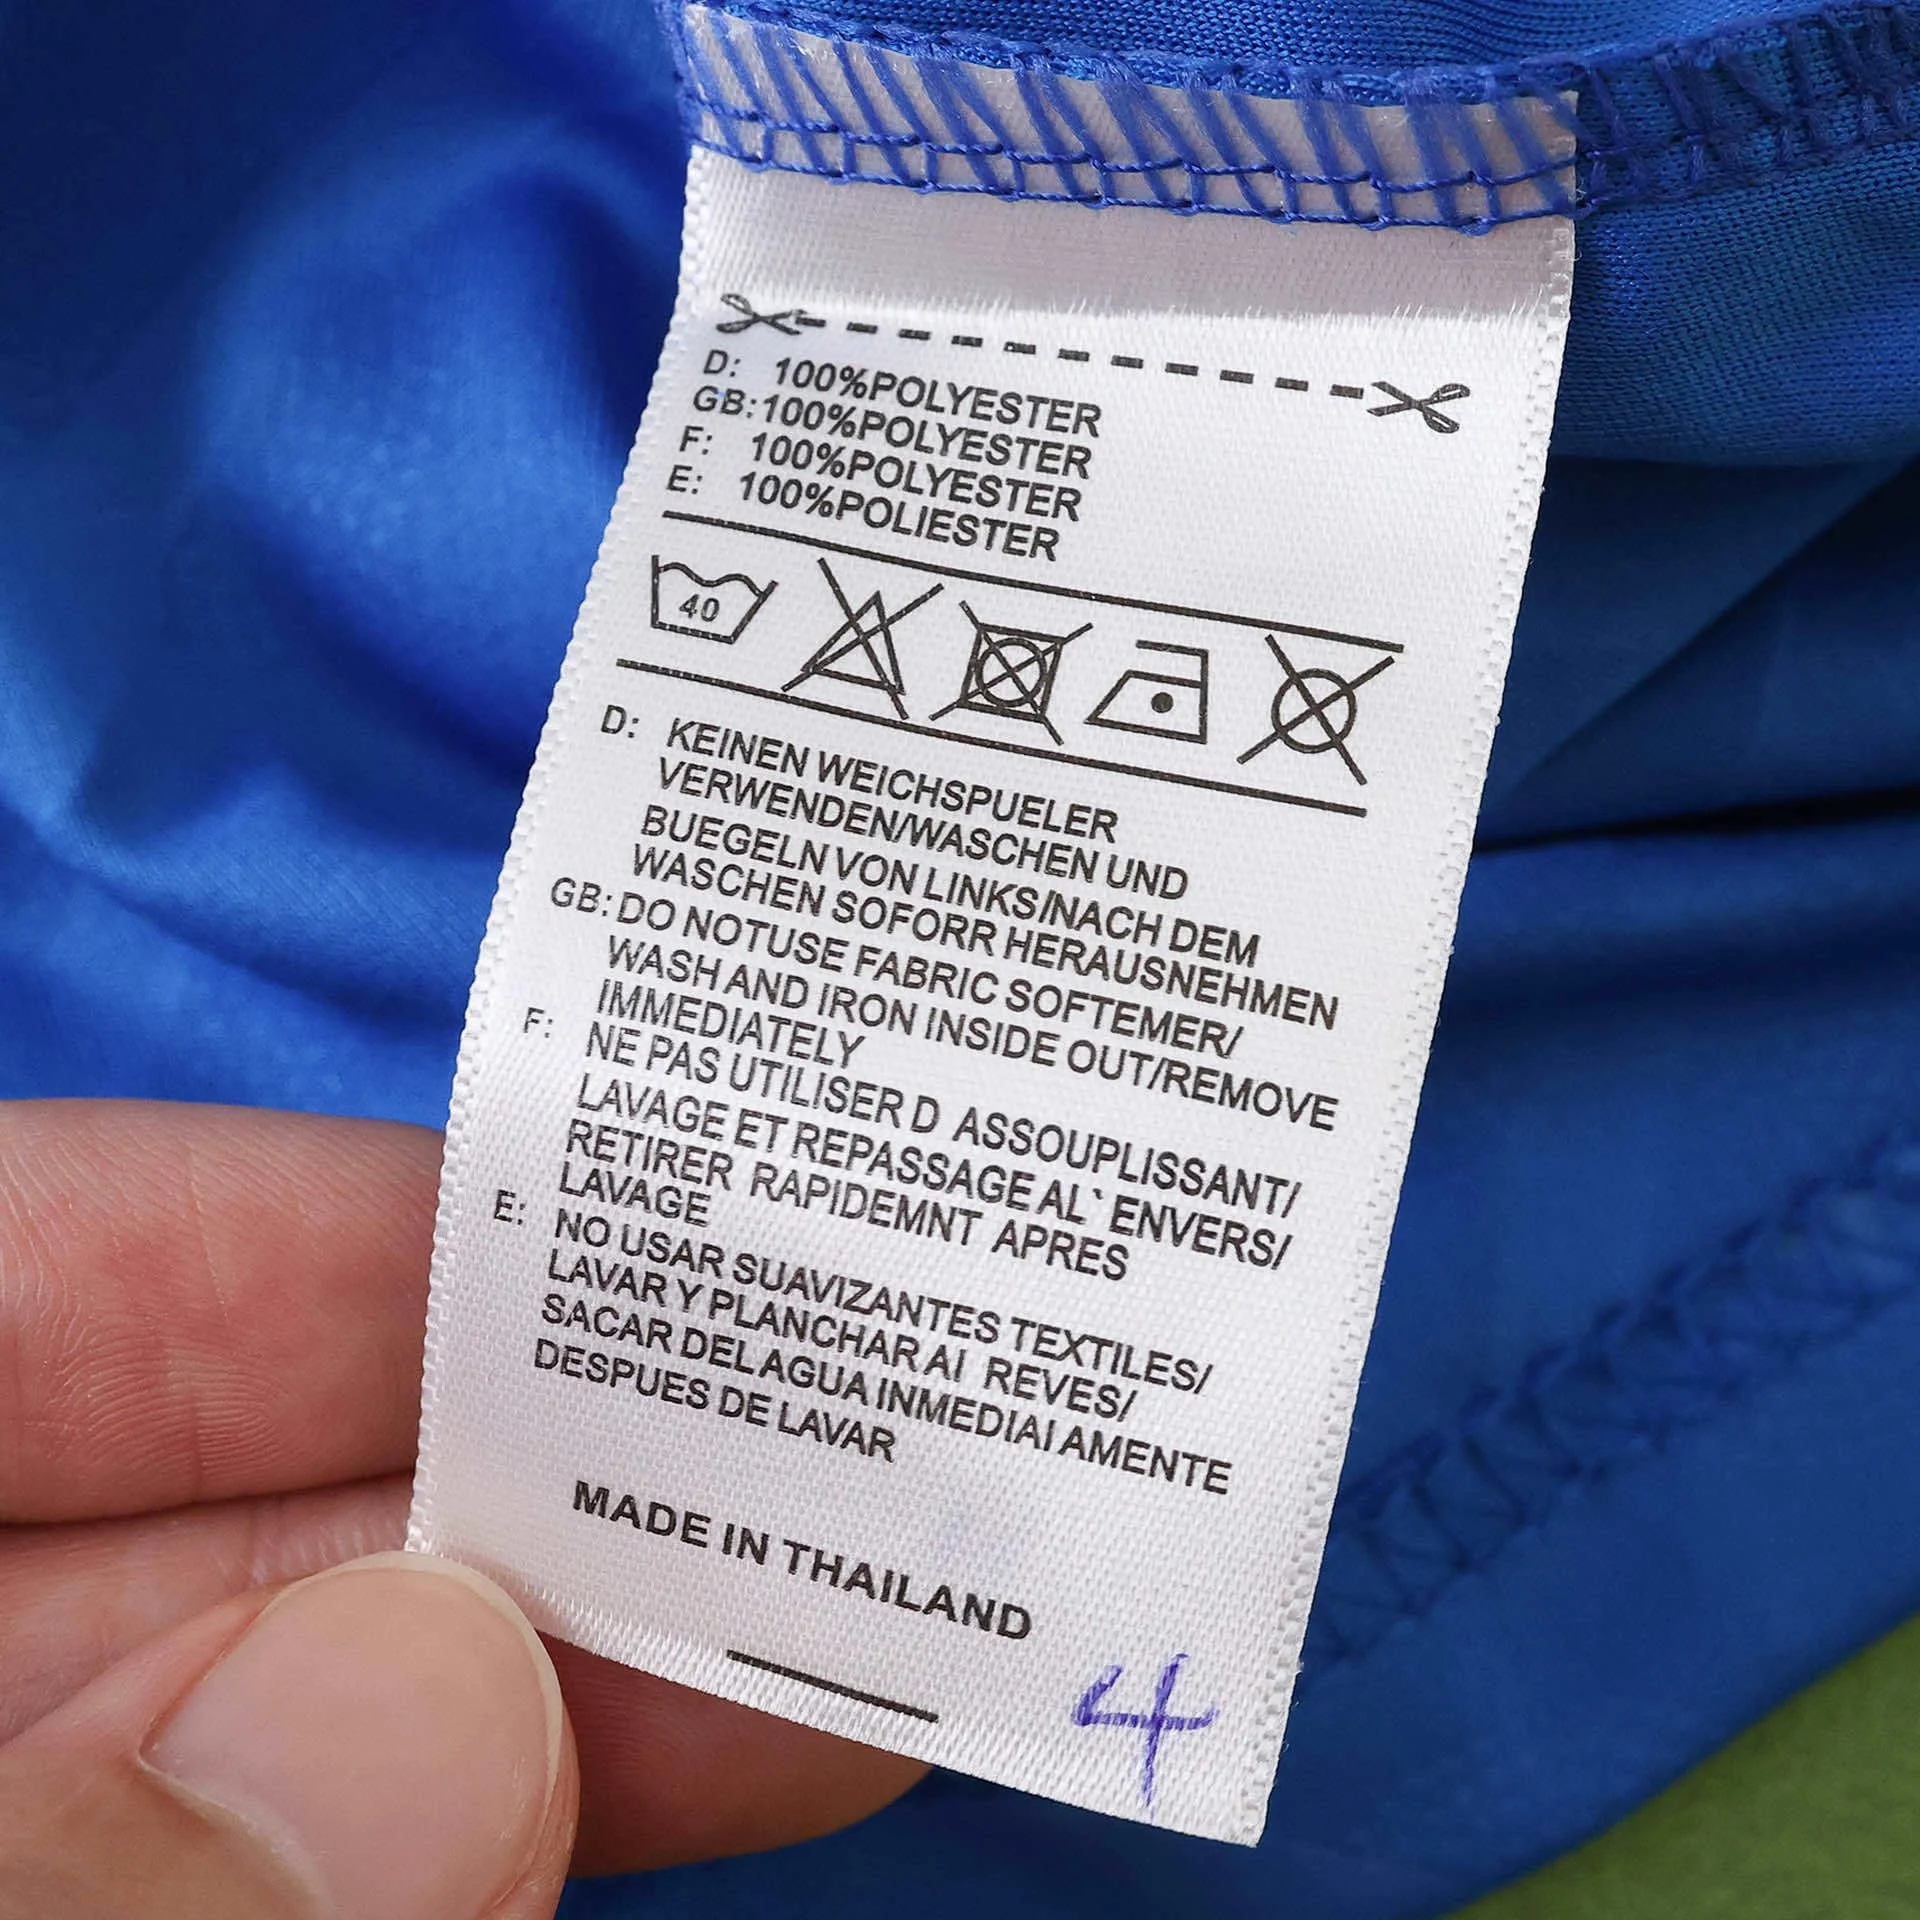 D: 100%POLYESTER
GB:100%POLYESTER
F: 100%POLYESTER
E: 100%POLIESTER
40
D: KEINEN WEICHSPUELER
VERWENDEN/WASCHEN UND
BUEGELN VON LINKS/NACH DEM
WASCHEN SOFORR HERAUSNEHMEN
GB:DO NOTUSE FABRIC SOFTEMER/
WASH AND IRON INSIDE OUT/REMOVE
IMMEDIATELY
F: NE PAS UTILISER D ASSOUPLISSANT/
LAVAGE ET REPASSAGE AL`ENVERS/
RETIRER RAPIDEMNT APRES
LAVAGE
E: NO USAR SUAVIZANTES TEXTILES/
LAVAR Y PLANCHAR AI REVES/
SACAR DEL AGUA INMEDIAI AMENTE
DESPUES DE LAVAR
MADE IN THAILAND
4